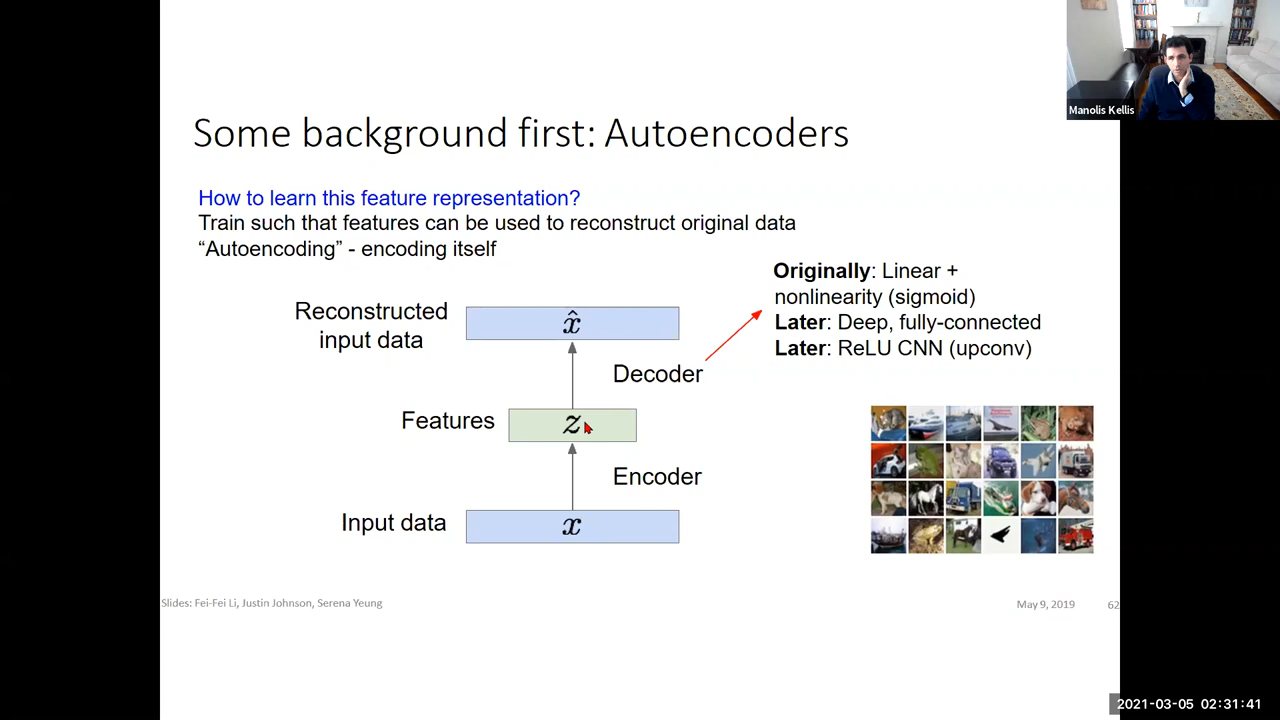 Manolis Kellis
Some background first: Autoencoders
How to learn this feature representation?
Train such that features can be used to reconstruct original data
“Autoencoding” - encoding itself
Originally: Linear +
nonlinearity (sigmoid)
Later: Deep, fully-connected
Later: ReLU CNN (upconv)
Reconstructed
input data
x̂
Decoder
Features
z
Encoder
Input data
x
Slides: Fei-Fei Li, Justin Johnson, Serena Yeung
May 9, 2019
62
2021-03-05 02:31:41